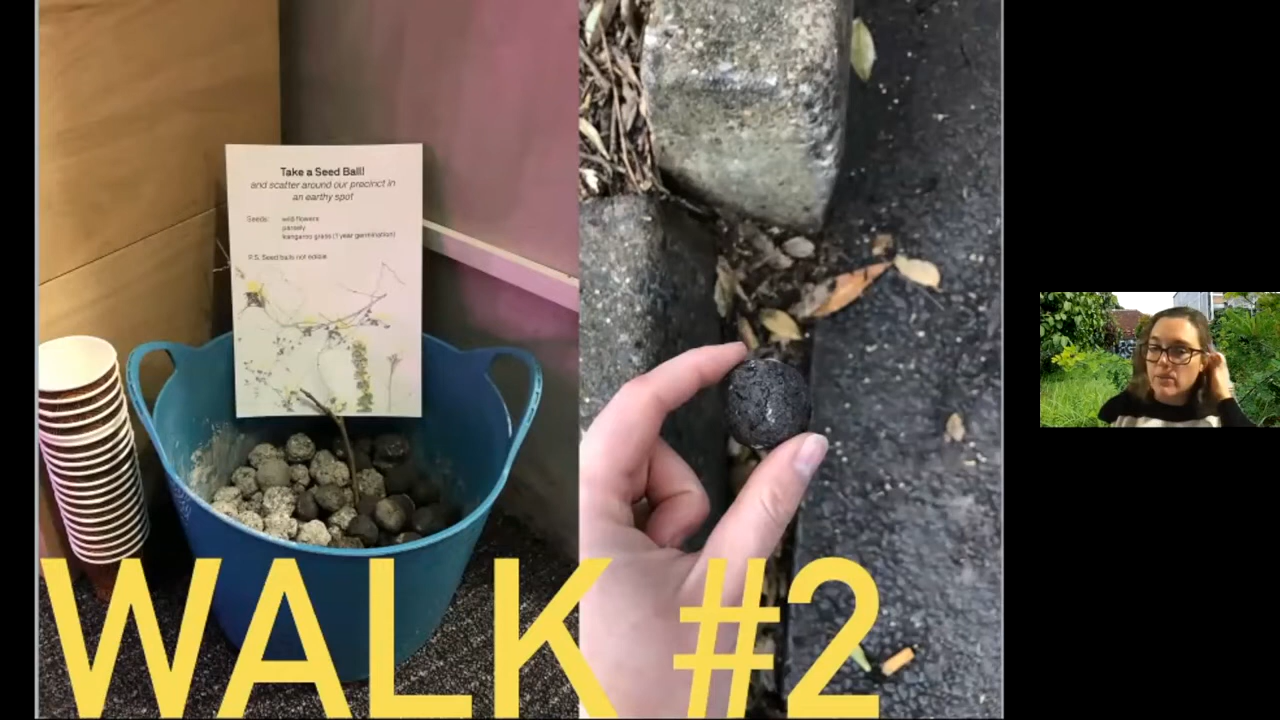 Take a Seed Ball!
and scatter around our precinct in
an earthy spot
Seeds: wild flowers
parsely
kangaroo grass (1 year germination)
P.S. Seed balls not edible
WALK #2